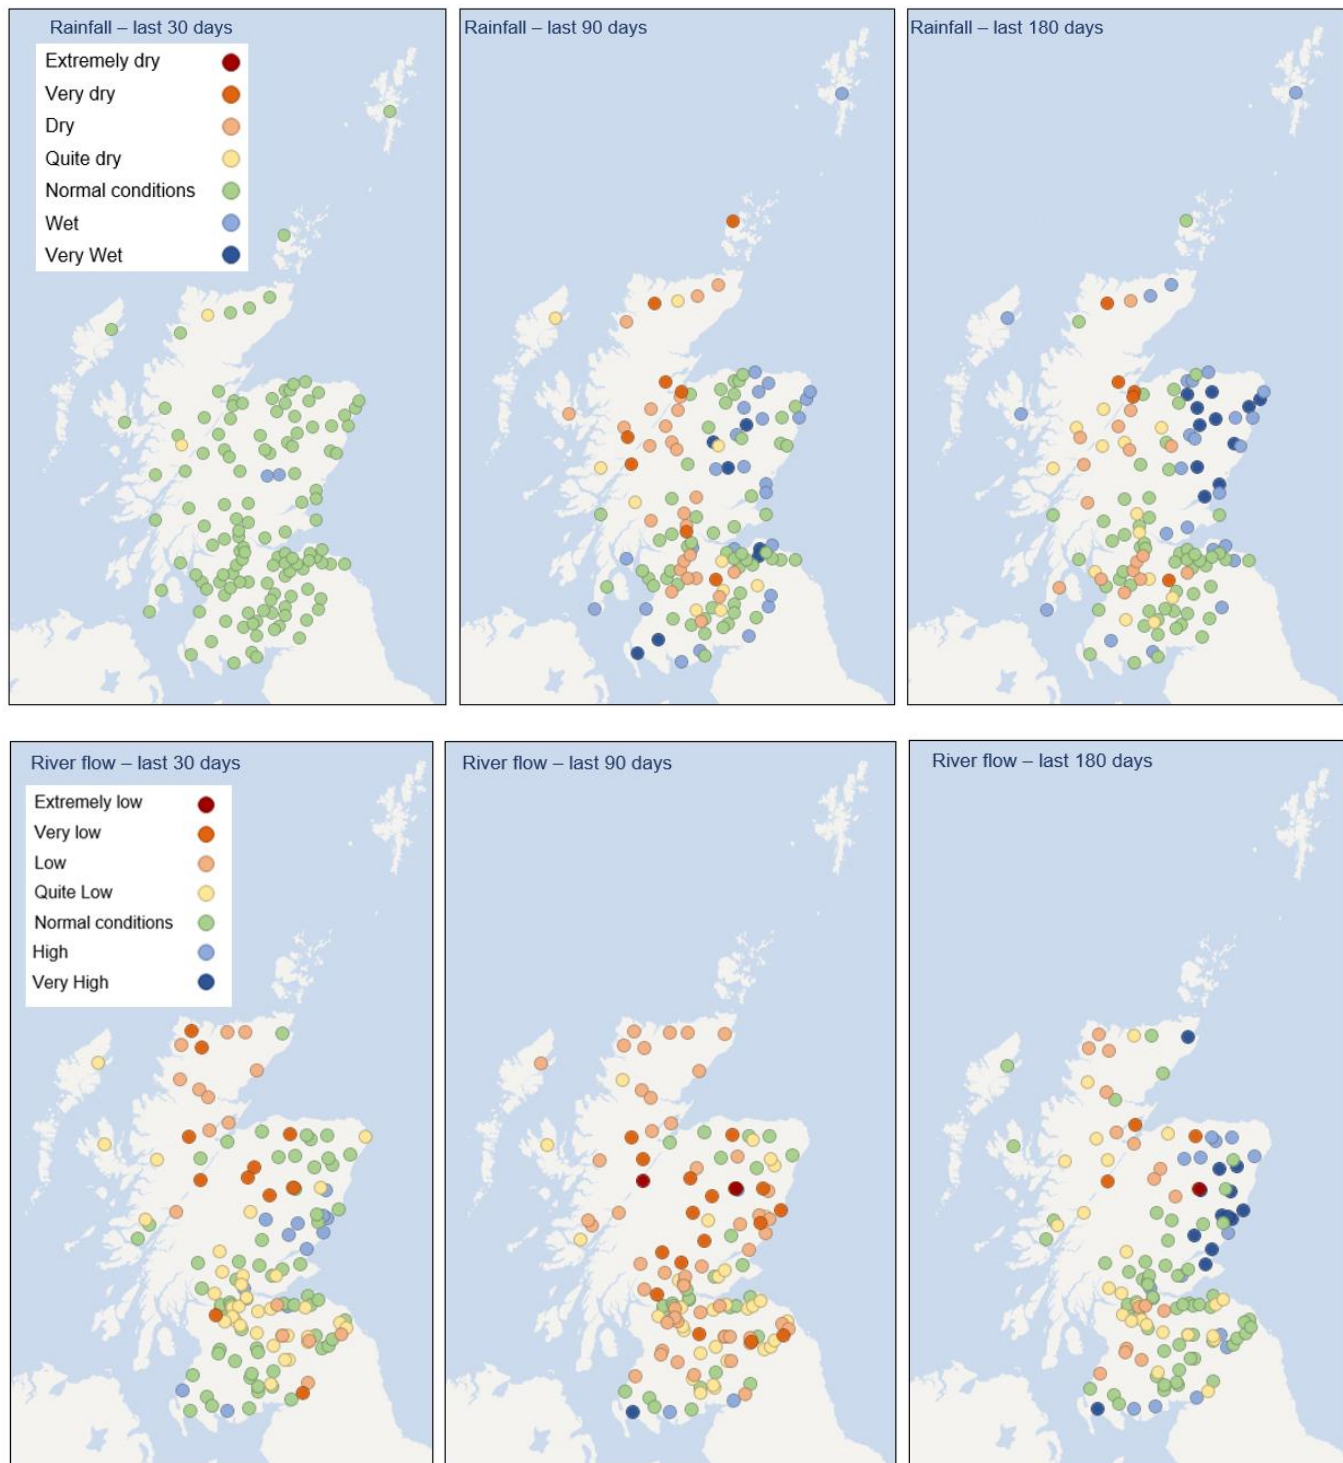 Rainfall – last 30 days
Extremely dry
Very dry
Dry
Quite dry
Normal conditions
Wet
Very Wet
Rainfall – last 90 days
Rainfall – last 180 days
River flow – last 30 days
Extremely low
Very low
Low
Quite Low
Normal conditions
High
Very High
River flow – last 90 days
River flow – last 180 days